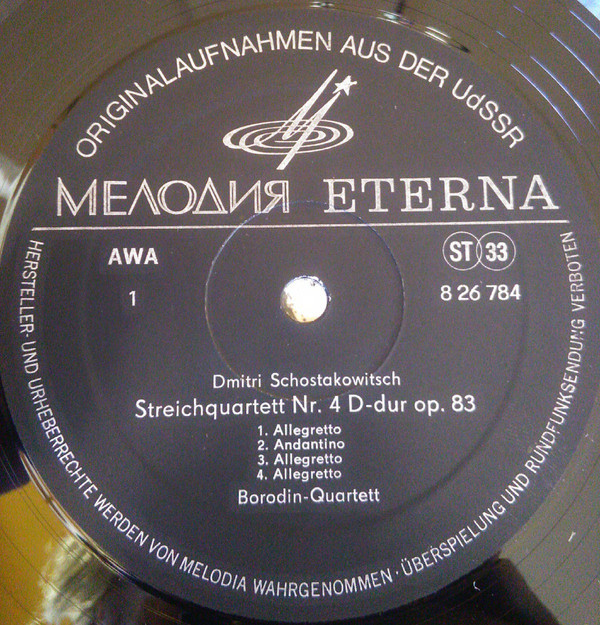 ORIGINALAUFNAHMEN AUS DER UdSSR
МЕЛОДИЯ ETERNA
AWA
ST 33
1
8 26 784
Dmitri Schostakowitsch
Streichquartett Nr. 4 D-dur op. 83
1. Allegretto
2. Andantino
3. Allegretto
4. Allegretto
Borodin-Quartett
HERSTELLER- UND URHEBERRECHTE WERDEN VON MELODIA WAHRGENOMMEN · ÜBERSPIELUNG UND RUNDFUNKSENDUNG VERBOTEN